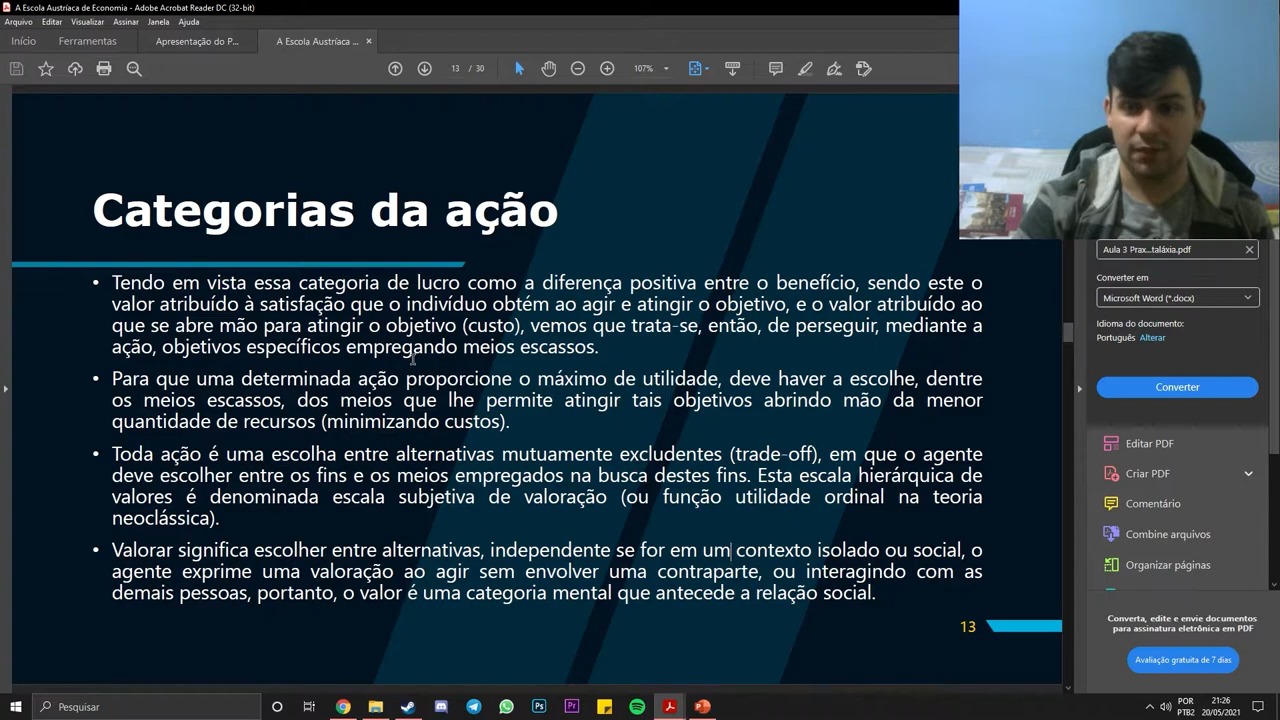 A Escola Austríaca de Economia - Adobe Acrobat Reader DC (32-bit)
Arquivo Editar Visualizar Assinar Janela Ajuda
Início Ferramentas Apresentação do P... A Escola Austríaca ... ×
13 / 30 107%
Categorias da ação
• Tendo em vista essa categoria de lucro como a diferença positiva entre o benefício, sendo este o
valor atribuído à satisfação que o indivíduo obtém ao agir e atingir o objetivo, e o valor atribuído ao
que se abre mão para atingir o objetivo (custo), vemos que trata-se, então, de perseguir, mediante a
ação, objetivos específicos empregando meios escassos.
• Para que uma determinada ação proporcione o máximo de utilidade, deve haver a escolhe, dentre
os meios escassos, dos meios que lhe permite atingir tais objetivos abrindo mão da menor
quantidade de recursos (minimizando custos).
• Toda ação é uma escolha entre alternativas mutuamente excludentes (trade-off), em que o agente
deve escolher entre os fins e os meios empregados na busca destes fins. Esta escala hierárquica de
valores é denominada escala subjetiva de valoração (ou função utilidade ordinal na teoria
neoclássica).
• Valorar significa escolher entre alternativas, independente se for em um contexto isolado ou social, o
agente exprime uma valoração ao agir sem envolver uma contraparte, ou interagindo com as
demais pessoas, portanto, o valor é uma categoria mental que antecede a relação social.
13
Aula 3 Prax...taláxia.pdf
Converter em
Microsoft Word (*.docx)
Idioma do documento:
Português Alterar
Converter
Editar PDF
Criar PDF
Comentário
Combine arquivos
Organizar páginas
Converta, edite e envie documentos
para assinatura eletrônica em PDF
Avaliação gratuita de 7 dias
Pesquisar
POR
PTB2
21:26
20/05/2021